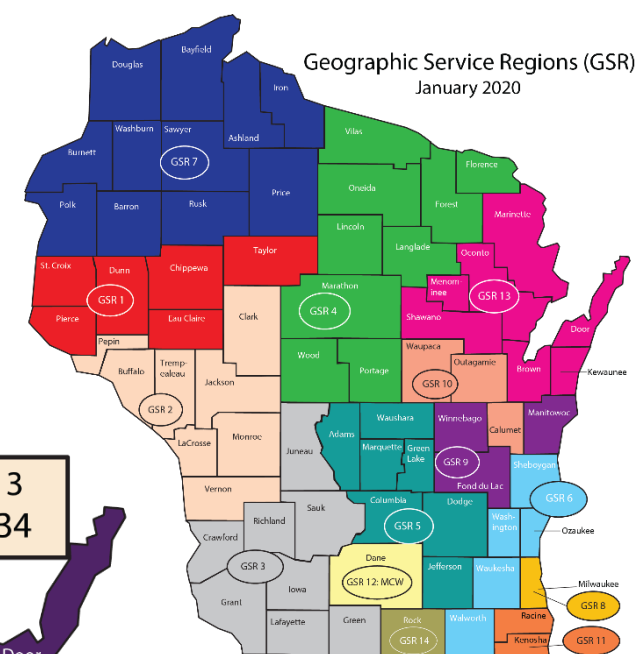 Geographic Service Regions (GSR)
January 2020
Douglas
Bayfield
Iron
Ashland
Washburn
Sawyer
Burnett
GSR 7
Polk
Barron
Rusk
Price
Vilas
Florence
Oneida
Forest
Marinette
Lincoln
Langlade
Oconto
Taylor
St. Croix
Dunn
Chippewa
GSR 1
Pierce
Eau Claire
Marathon
GSR 4
Menom-
inee
GSR 13
Shawano
Door
Clark
Pepin
Buffalo
Tremp-
ealeau
Jackson
GSR 2
Wood
Portage
Waupaca
Outagamie
GSR 10
Brown
Kewaunee
LaCrosse
Monroe
Juneau
Adams
Waushara
Winnebago
Calumet
Manitowoc
Marquette
Green
Lake
GSR 9
Fond du Lac
Sheboygan
GSR 6
Vernon
Sauk
Columbia
Dodge
GSR 5
Wash-
ington
Ozaukee
Crawford
Richland
GSR 3
Iowa
Grant
Dane
GSR 12: MCW
Jefferson
Waukesha
Milwaukee
GSR 8
Lafayette
Green
Rock
GSR 14
Walworth
Racine
Kenosha
GSR 11
3
34
Door